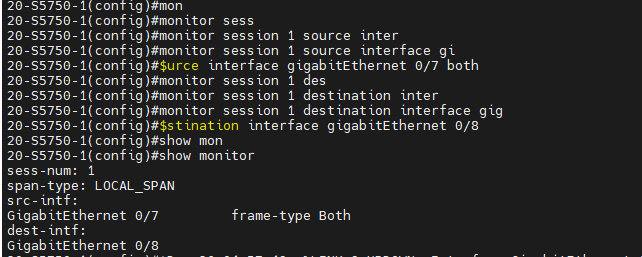 20-S5750-1(config)#mon
20-S5750-1(config)#monitor sess
20-S5750-1(config)#monitor session 1 source inter
20-S5750-1(config)#monitor session 1 source interface gi
20-S5750-1(config)#$urce interface gigabitEthernet 0/7 both
20-S5750-1(config)#monitor session 1 des
20-S5750-1(config)#monitor session 1 destination inter
20-S5750-1(config)#monitor session 1 destination interface gig
20-S5750-1(config)#$stination interface gigabitEthernet 0/8
20-S5750-1(config)#show mon
20-S5750-1(config)#show monitor
sess-num: 1
span-type: LOCAL_SPAN
src-intf:
GigabitEthernet 0/7         frame-type Both
dest-intf:
GigabitEthernet 0/8